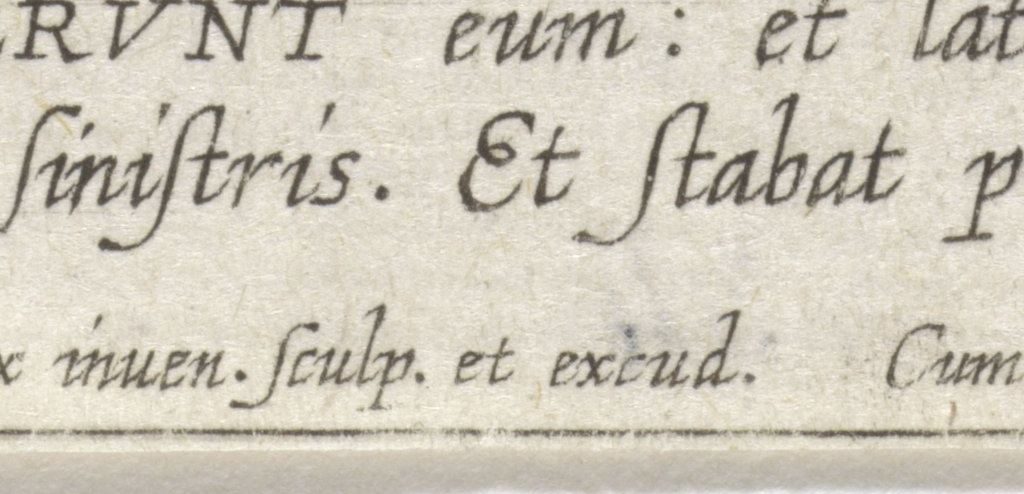 RVNT eum: et lat
ſiniſtris. Et ſtabat p
x inuen. ſculp. et excud. Cum